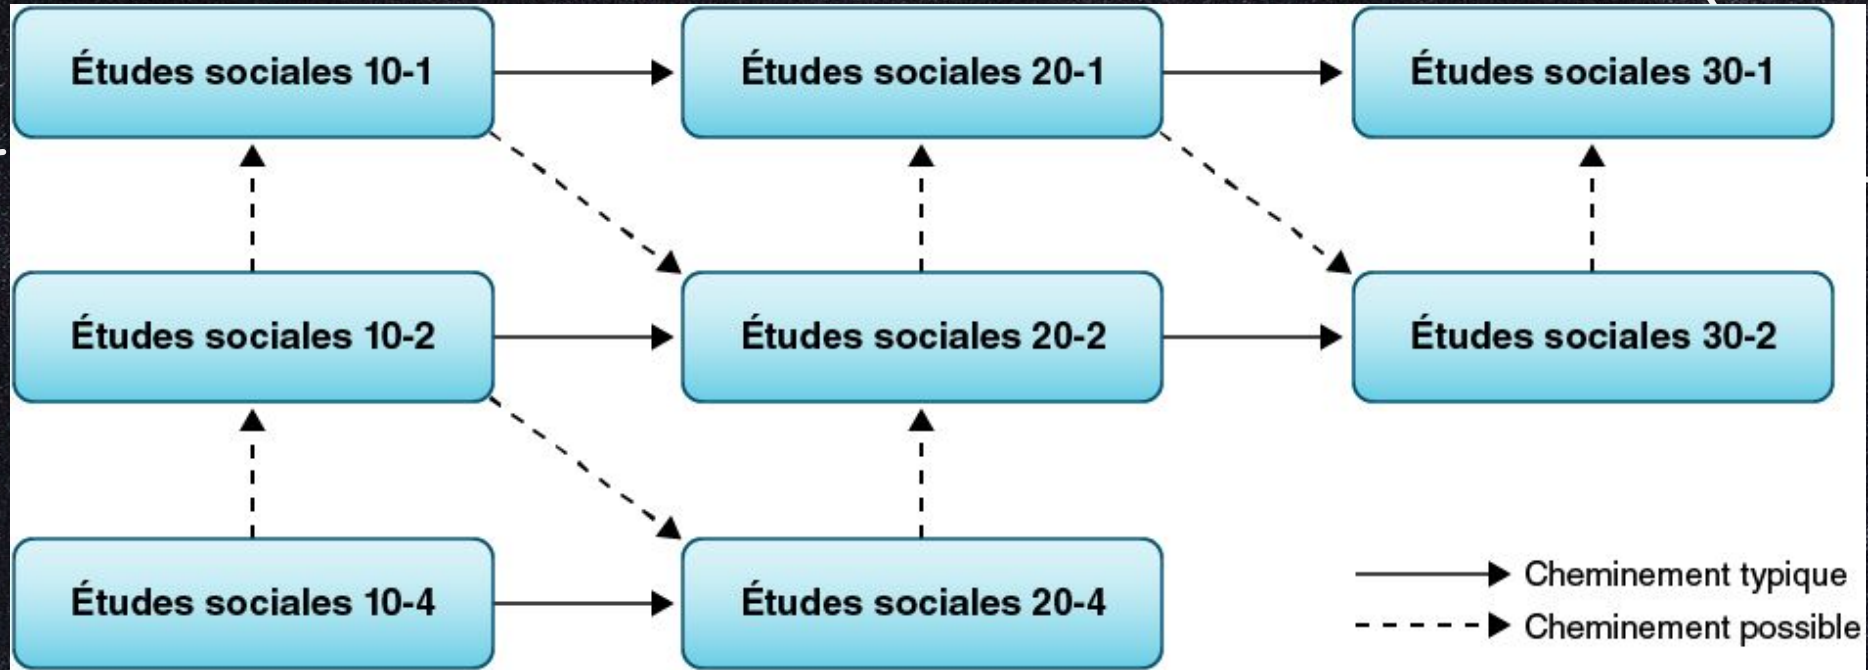 Études sociales 10-1
Études sociales 20-1
Études sociales 30-1
Études sociales 10-2
Études sociales 20-2
Études sociales 30-2
Études sociales 10-4
Études sociales 20-4
Cheminement typique
Cheminement possible